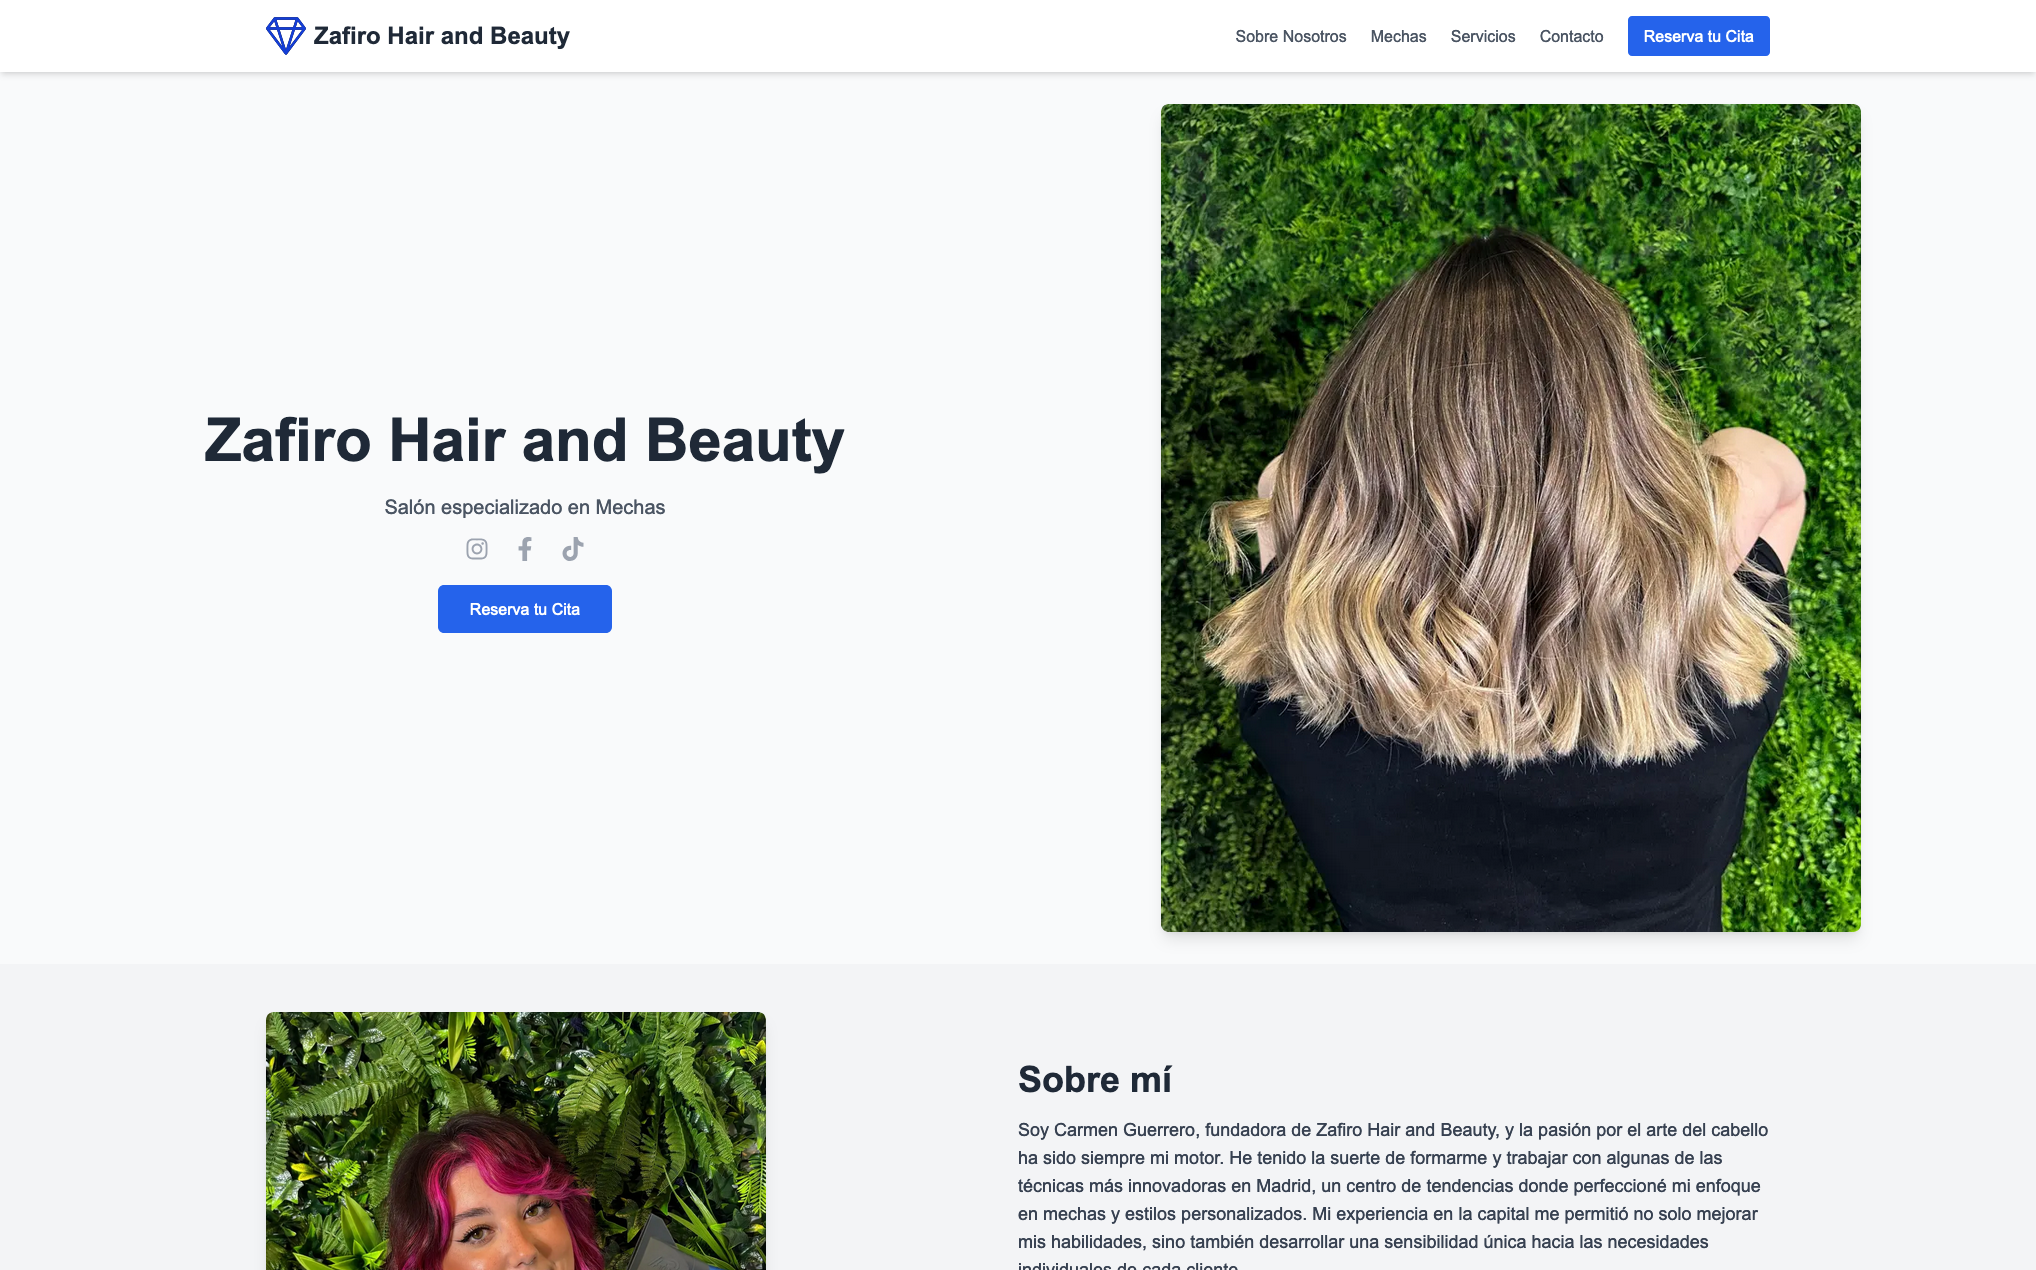 Zafiro Hair and Beauty
Sobre Nosotros
Mechas
Servicios
Contacto
Reserva tu Cita
Zafiro Hair and Beauty
Salón especializado en Mechas
Reserva tu Cita
Sobre mí
Soy Carmen Guerrero, fundadora de Zafiro Hair and Beauty, y la pasión por el arte del cabello
ha sido siempre mi motor. He tenido la suerte de formarme y trabajar con algunas de las
técnicas más innovadoras en Madrid, un centro de tendencias donde perfeccioné mi enfoque
en mechas y estilos personalizados. Mi experiencia en la capital me permitió no solo mejorar
mis habilidades, sino también desarrollar una sensibilidad única hacia las necesidades
individuales de cada cliente.